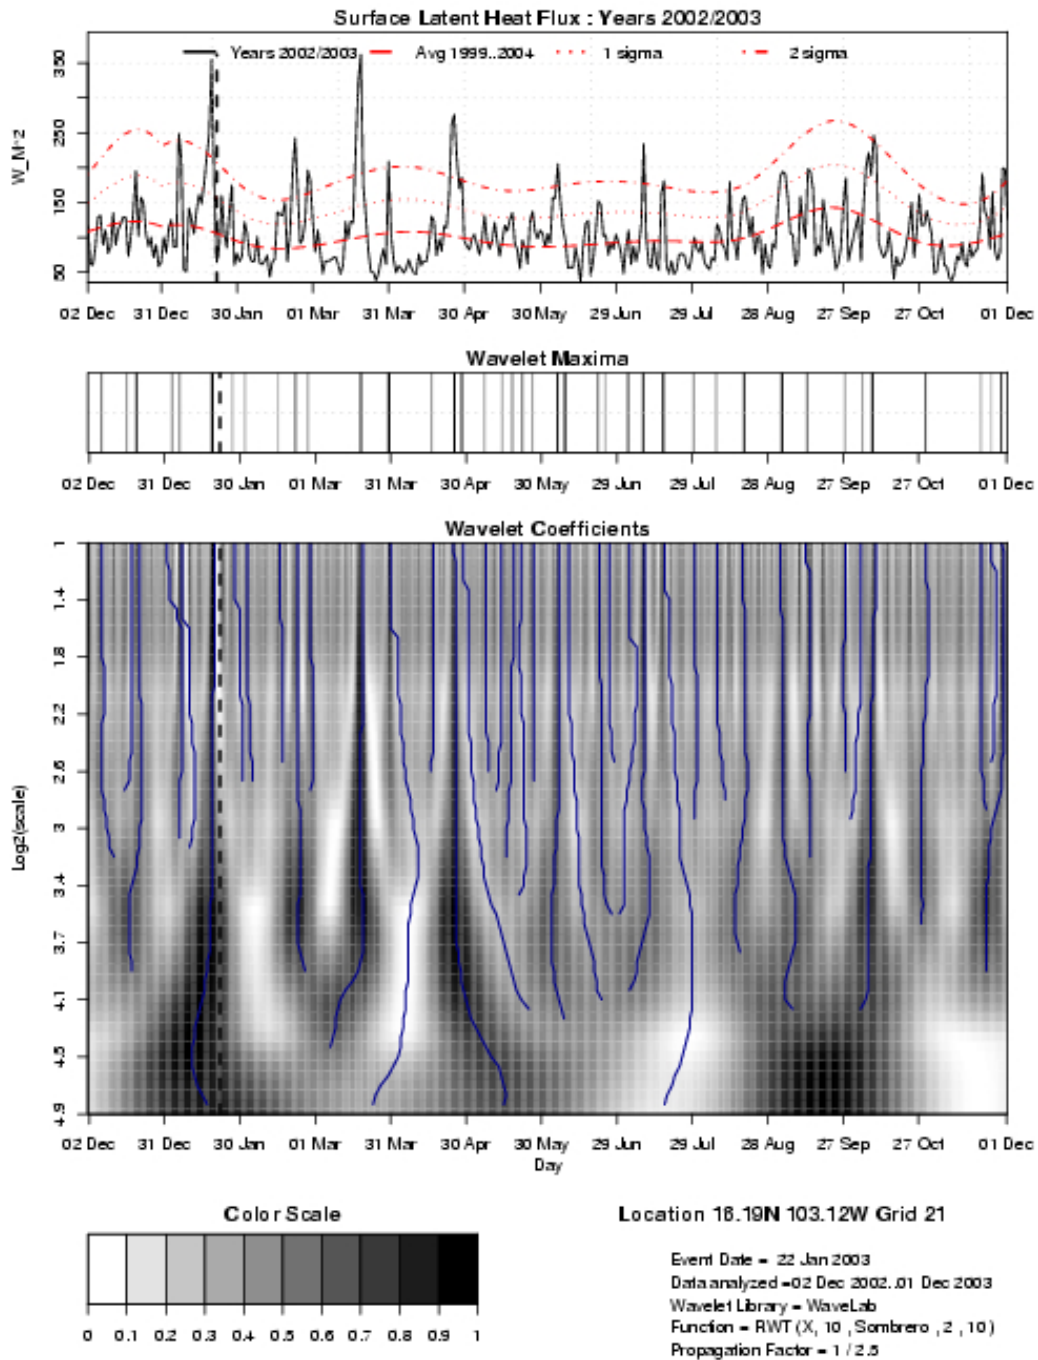 Surface Latent Heat Flux : Years 2002/2003
Years 2002/2003 Avg 1999..2004 1 sigma 2 sigma
W_M^2
350
250
150
50
02 Dec 31 Dec 30 Jan 01 Mar 31 Mar 30 Apr 30 May 29 Jun 29 Jul 28 Aug 27 Sep 27 Oct 01 Dec
Wavelet Maxima
02 Dec 31 Dec 30 Jan 01 Mar 31 Mar 30 Apr 30 May 29 Jun 29 Jul 28 Aug 27 Sep 27 Oct 01 Dec
Wavelet Coefficients
Log2(scale)
1
1.4
1.8
2.2
2.6
3
3.4
3.7
4.1
4.5
4.9
02 Dec 31 Dec 30 Jan 01 Mar 31 Mar 30 Apr 30 May 29 Jun 29 Jul 28 Aug 27 Sep 27 Oct 01 Dec
Day
Color Scale
0 0.1 0.2 0.3 0.4 0.5 0.6 0.7 0.8 0.9 1
Location 18.19N 103.12W Grid 21
Event Date = 22 Jan 2003
Data analyzed =02 Dec 2002..01 Dec 2003
Wavelet Library = WaveLab
Function = RWT (X, 10 , Sombrero , 2 , 10)
Propagation Factor = 1 / 2.5